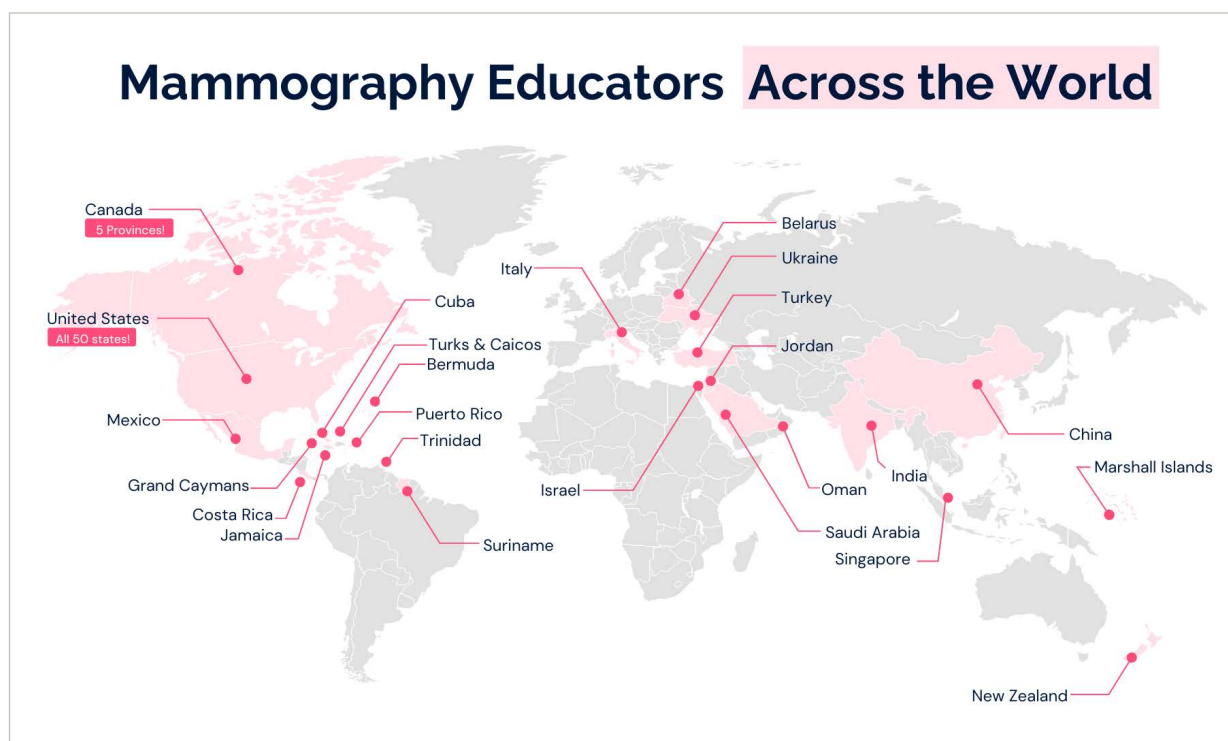 Mammography Educators Across the World
Canada
5 Provinces!
United States
All 50 states!
Mexico
Grand Caymans
Costa Rica
Jamaica
Cuba
Turks & Caicos
Bermuda
Puerto Rico
Trinidad
Suriname
Italy
Israel
Belarus
Ukraine
Turkey
Jordan
Oman
Saudi Arabia
India
Singapore
China
Marshall Islands
New Zealand